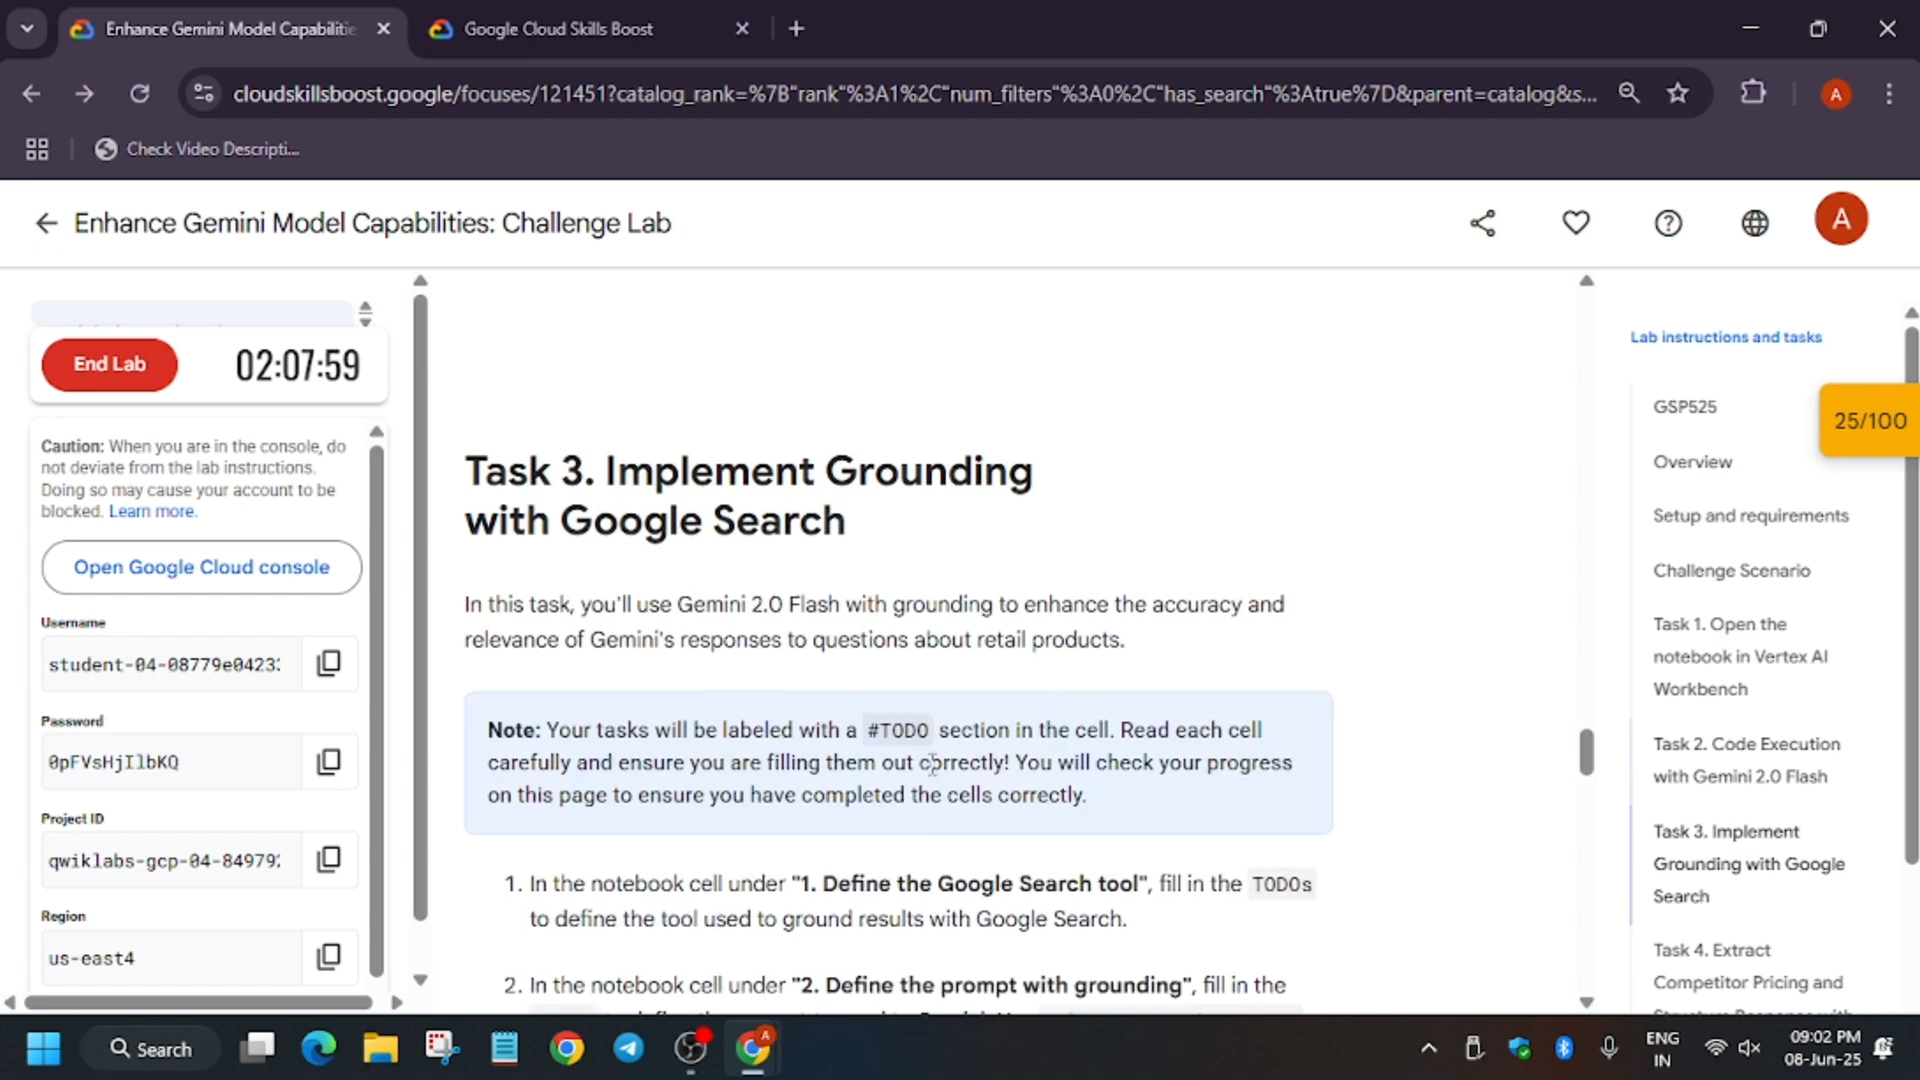 Enhance Gemini Model Capabilitie
Google Cloud Skills Boost
cloudskillsboost.google/focuses/121451?catalog_rank=%7B"rank"%3A1%2C"num_filters"%3A0%2C"has_search"%3Atrue%7D&parent=catalog&s...
A
Check Video Descripti...
Enhance Gemini Model Capabilities: Challenge Lab
A
End Lab
02:07:59
Caution: When you are in the console, do
not deviate from the lab instructions.
Doing so may cause your account to be
blocked. Learn more.
Open Google Cloud console
Username
student-04-08779e0423
Password
0pFVsHjIlbKQ
Project ID
qwiklabs-gcp-04-84979
Region
us-east4
Task 3. Implement Grounding
with Google Search
In this task, you'll use Gemini 2.0 Flash with grounding to enhance the accuracy and
relevance of Gemini's responses to questions about retail products.
Note: Your tasks will be labeled with a #TODO section in the cell. Read each cell
carefully and ensure you are filling them out correctly! You will check your progress
on this page to ensure you have completed the cells correctly.
1. In the notebook cell under "1. Define the Google Search tool", fill in the TODOs
to define the tool used to ground results with Google Search.
2. In the notebook cell under "2. Define the prompt with grounding", fill in the
Lab instructions and tasks
GSP525
25/100
Overview
Setup and requirements
Challenge Scenario
Task 1. Open the
notebook in Vertex AI
Workbench
Task 2. Code Execution
with Gemini 2.0 Flash
Task 3. Implement
Grounding with Google
Search
Task 4. Extract
Competitor Pricing and
Search
A
ENG
IN
09:02 PM
08-Jun-25